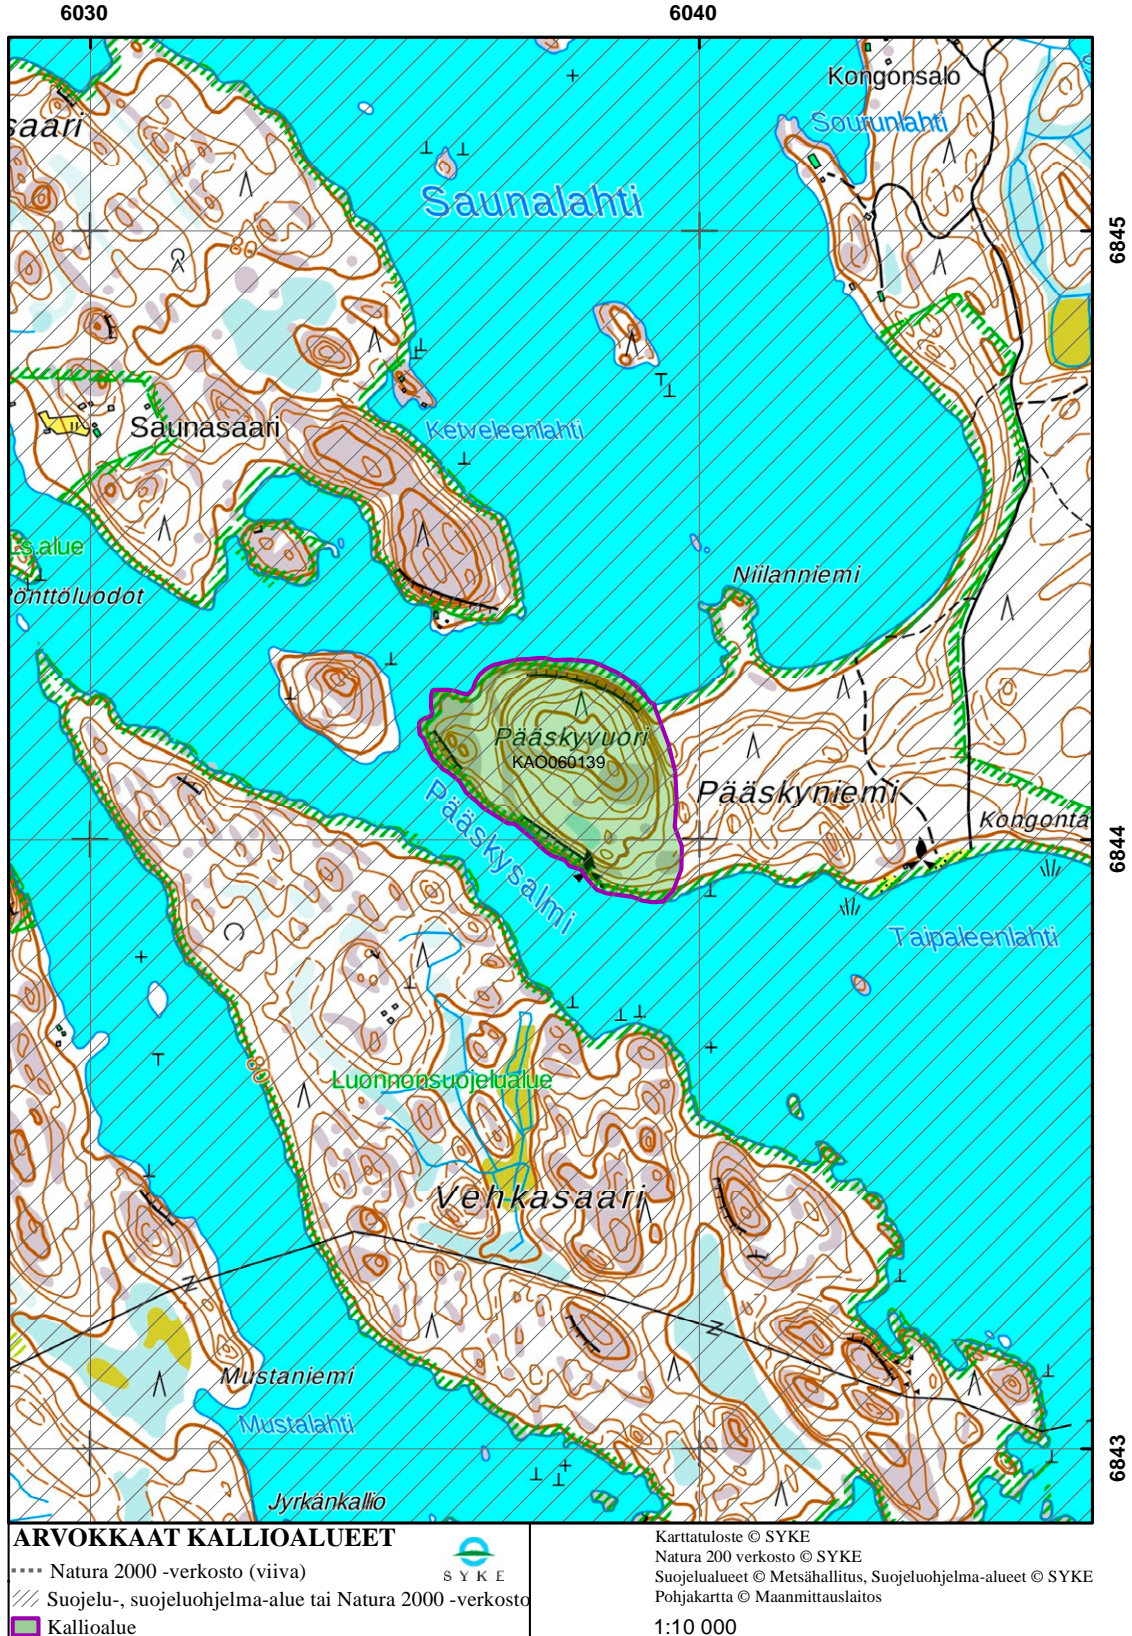 6030
6040
Kongonsalo
saari
Sourunlahti
Saunalahti
6845
80
Saunasaari
Ketveleenlahti
Ls.alue
Pönttöluodot
Niilanniemi
Pääskyvuori
KAO060139
Pääskyniemi
Pääskysalmi
Kongonta
6844
Taipaleenlahti
80
Luonnonsuojelualue
Vehkasaari
Mustaniemi
Mustalahti
6843
Jyrkänkallio
ARVOKKAAT KALLIOALUEET
Natura 2000 -verkosto (viiva)
SYKE
Suojelu-, suojeluohjelma-alue tai Natura 2000 -verkosto
Kallioalue
Karttatuloste © SYKE
Natura 200 verkosto © SYKE
Suojelualueet © Metsähallitus, Suojeluohjelma-alueet © SYKE
Pohjakartta © Maanmittauslaitos
1:10 000